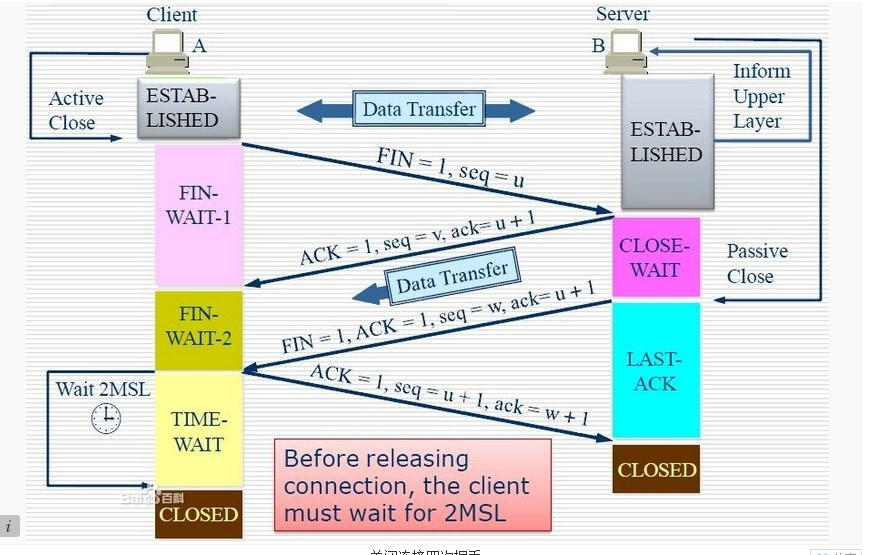 Client
Server
A
B
Active
Close
ESTAB-
LISHED
Data Transfer
ESTAB-
LISHED
Inform
Upper
Layer
FIN = 1, seq = u
FIN-
WAIT-1
ACK = 1, seq = v, ack= u + 1
CLOSE-
WAIT
Passive
Close
Data Transfer
FIN-
WAIT-2
FIN = 1, ACK = 1, seq = w, ack= u + 1
LAST-
ACK
ACK = 1, seq = u + 1, ack = w + 1
Wait 2MSL
TIME-
WAIT
Before releasing
connection, the client
must wait for 2MSL
CLOSED
Bai 百科
CLOSED
i